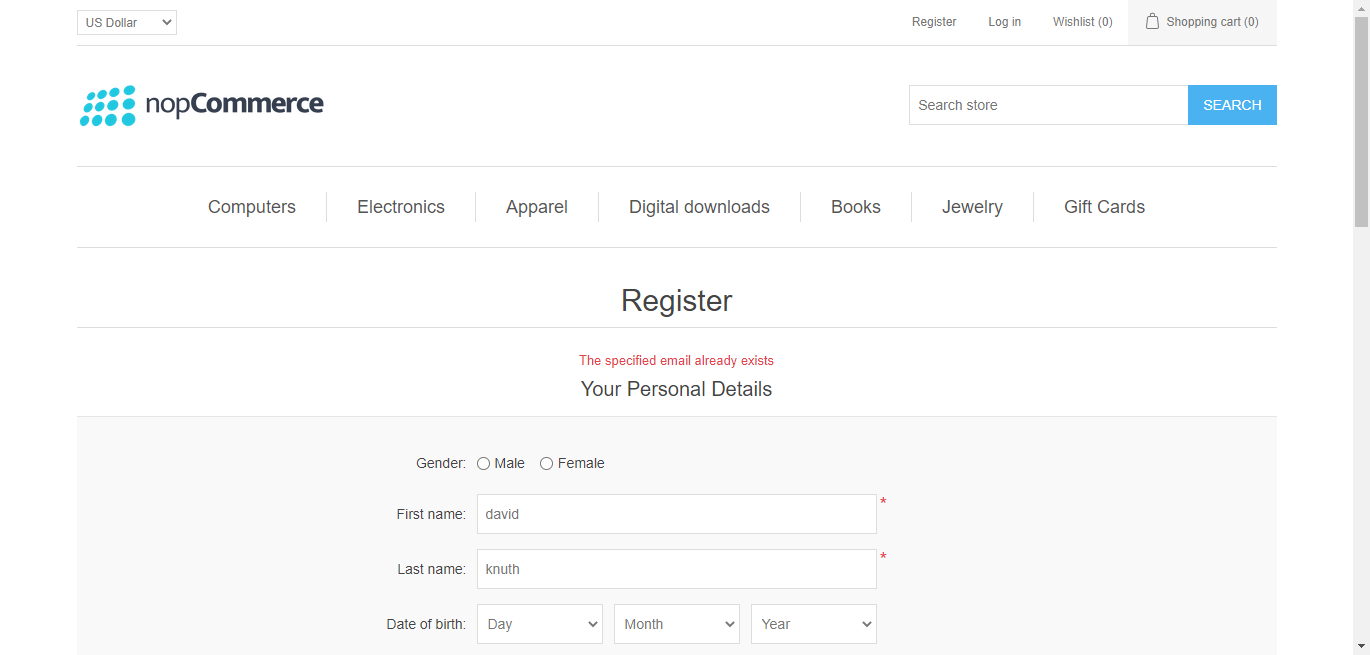 US Dollar Register Log in Wishlist (0) Shopping cart (0)
nopCommerce Search store SEARCH
Computers Electronics Apparel Digital downloads Books Jewelry Gift Cards
Register
The specified email already exists
Your Personal Details
Gender: Male Female
First name: david *
Last name: knuth *
Date of birth: Day Month Year